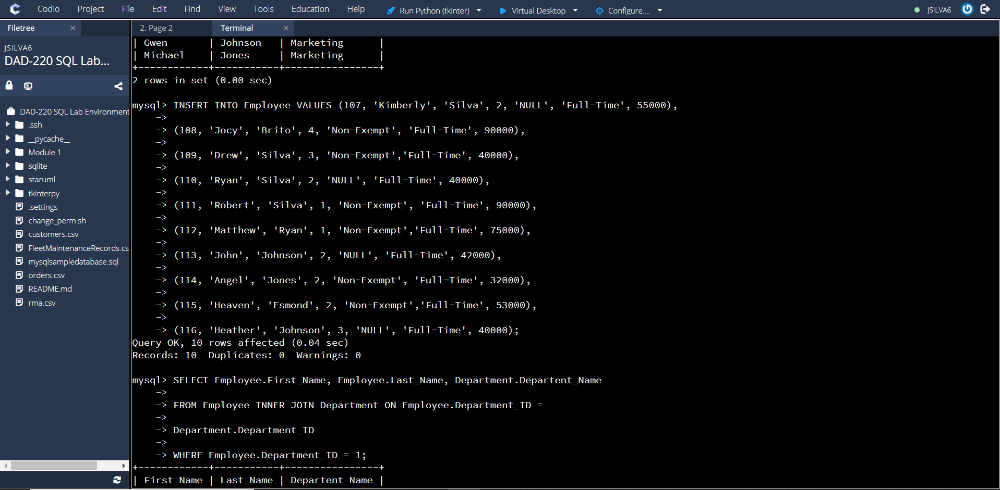 Codio Project File Edit Find View Tools Education Help Run Python (tkinter) Virtual Desktop Configure.... JSILVA6
Filetree
2. Page 2 Terminal
JSILVA6
DAD-220 SQL Lab...
DAD-220 SQL Lab Environment
.ssh
__pycache__
Module 1
sqlite
staruml
tkinterpy
.settings
change_perm.sh
customers.csv
FleetMaintenanceRecords.cs
mysqlsampledatabase.sql
orders.csv
README.md
rma.csv
| Gwen | Johnson | Marketing |
| Michael | Jones | Marketing |
+------------+-----------+----------------+
2 rows in set (0.00 sec)
mysql> INSERT INTO Employee VALUES (107, 'Kimberly', 'Silva', 2, 'NULL', 'Full-Time', 55000),
->
-> (108, 'Jocy', 'Brito', 4, 'Non-Exempt', 'Full-Time', 90000),
->
-> (109, 'Drew', 'Silva', 3, 'Non-Exempt','Full-Time', 40000),
->
-> (110, 'Ryan', 'Silva', 2, 'NULL', 'Full-Time', 40000),
->
-> (111, 'Robert', 'Silva', 1, 'Non-Exempt', 'Full-Time', 90000),
->
-> (112, 'Matthew', 'Ryan', 1, 'Non-Exempt','Full-Time', 75000),
->
-> (113, 'John', 'Johnson', 2, 'NULL', 'Full-Time', 42000),
->
-> (114, 'Angel', 'Jones', 2, 'Non-Exempt', 'Full-Time', 32000),
->
-> (115, 'Heaven', 'Esmond', 2, 'Non-Exempt','Full-Time', 53000),
->
-> (116, 'Heather', 'Johnson', 3, 'NULL', 'Full-Time', 40000);
Query OK, 10 rows affected (0.04 sec)
Records: 10 Duplicates: 0 Warnings: 0
mysql> SELECT Employee.First_Name, Employee.Last_Name, Department.Departent_Name
->
-> FROM Employee INNER JOIN Department ON Employee.Department_ID =
->
-> Department.Department_ID
->
-> WHERE Employee.Department_ID = 1;
+------------+-----------+----------------+
| First_Name | Last_Name | Departent_Name |